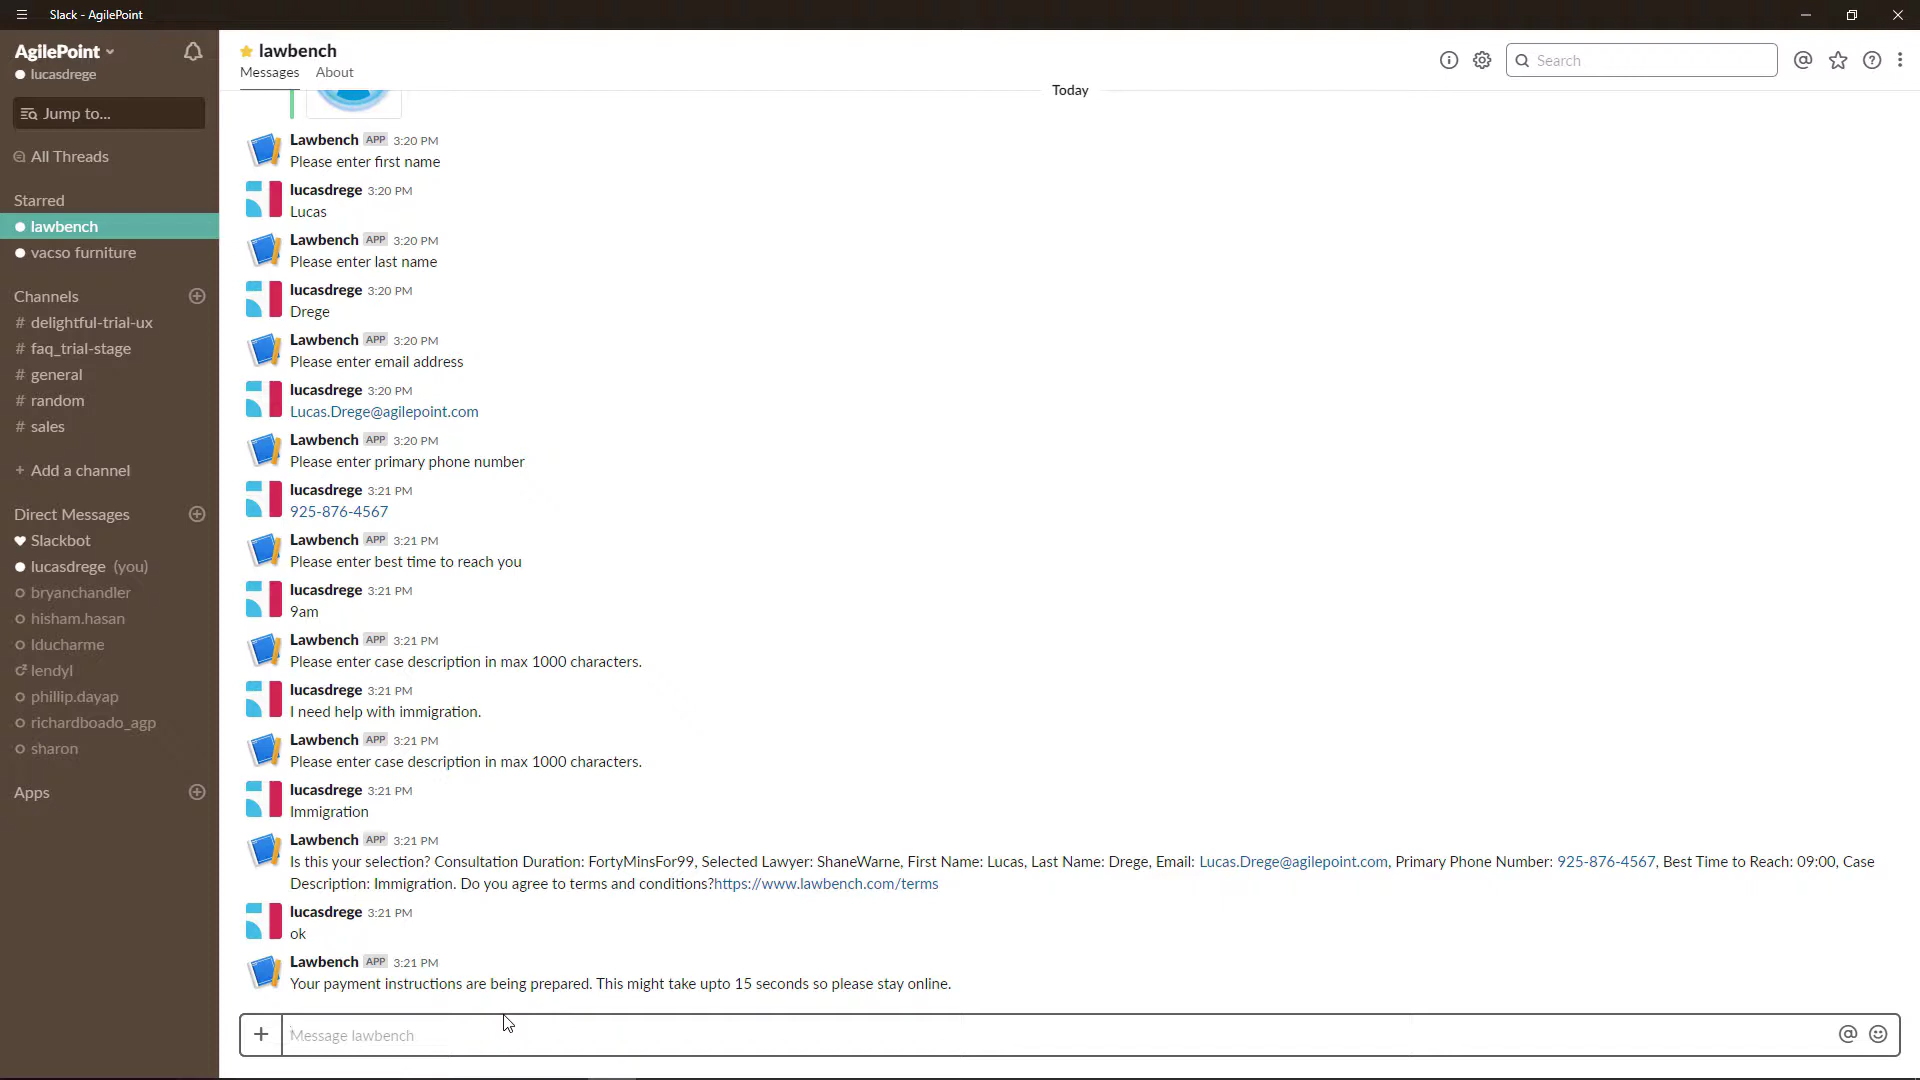 Slack - AgilePoint
AgilePoint
lucasdrege
Jump to...
All Threads
Starred
lawbench
vacso furniture
Channels
# delightful-trial-ux
# faq_trial-stage
# general
# random
# sales
+ Add a channel
Direct Messages
Slackbot
lucasdrege (you)
bryanchandler
hisham.hasan
lducharme
lendyl
phillip.dayap
richardboado_agp
sharon
Apps
lawbench
Messages About
Search
Today
Lawbench APP 3:20 PM
Please enter first name
lucasdrege 3:20 PM
Lucas
Lawbench APP 3:20 PM
Please enter last name
lucasdrege 3:20 PM
Drege
Lawbench APP 3:20 PM
Please enter email address
lucasdrege 3:20 PM
Lucas.Drege@agilepoint.com
Lawbench APP 3:20 PM
Please enter primary phone number
lucasdrege 3:21 PM
925-876-4567
Lawbench APP 3:21 PM
Please enter best time to reach you
lucasdrege 3:21 PM
9am
Lawbench APP 3:21 PM
Please enter case description in max 1000 characters.
lucasdrege 3:21 PM
I need help with immigration.
Lawbench APP 3:21 PM
Please enter case description in max 1000 characters.
lucasdrege 3:21 PM
Immigration
Lawbench APP 3:21 PM
Is this your selection? Consultation Duration: FortyMinsFor99, Selected Lawyer: ShaneWarne, First Name: Lucas, Last Name: Drege, Email: Lucas.Drege@agilepoint.com, Primary Phone Number: 925-876-4567, Best Time to Reach: 09:00, Case
Description: Immigration. Do you agree to terms and conditions?https://www.lawbench.com/terms
lucasdrege 3:21 PM
ok
Lawbench APP 3:21 PM
Your payment instructions are being prepared. This might take upto 15 seconds so please stay online.
Message lawbench